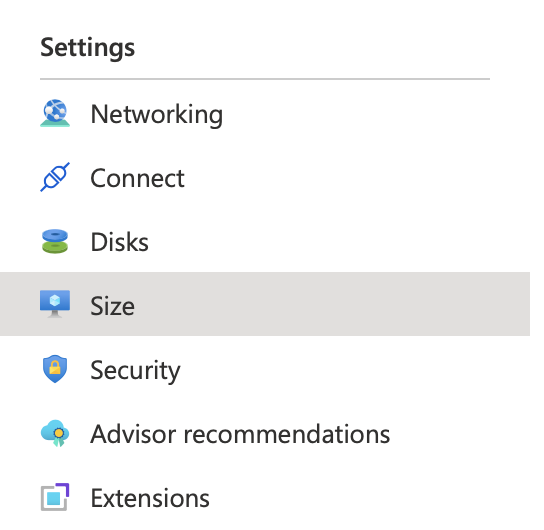 Settings
Networking
Connect
Disks
Size
Security
Advisor recommendations
Extensions